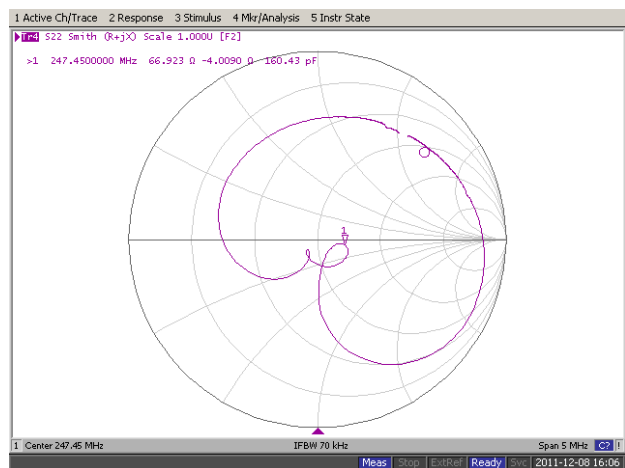 1 Active Ch/Trace 2 Response 3 Stimulus 4 Mkr/Analysis 5 Instr State
Tr4 S22 Smith (R+jX) Scale 1.000U [F2]
>1 247.4500000 MHz 66.923 Ω -4.0090 Ω 160.43 pF
1
1 Center 247.45 MHz IFBW 70 kHz Span 5 MHz C? !
Meas Stop ExtRef Ready Svc 2011-12-08 16:06